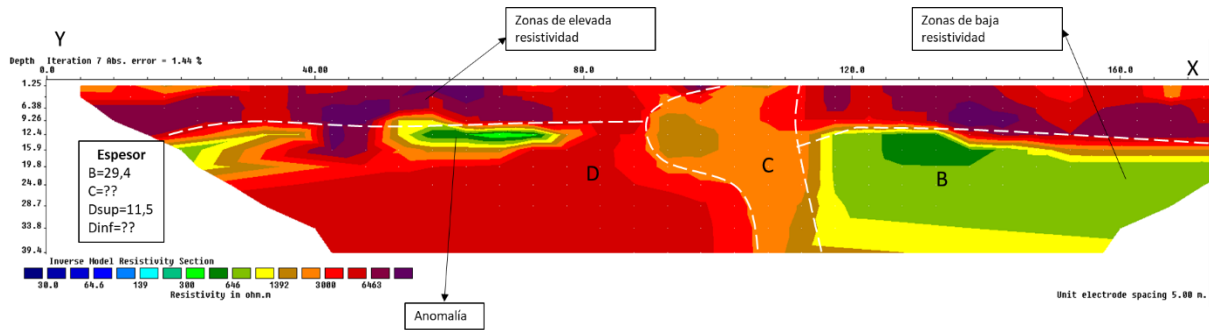 Zonas de elevada
resistividad
Zonas de baja
resistividad
Y
X
Depth Iteration 7 Abs. error = 1.44 %
0.0 40.00 80.0 120.0 160.0
1.25
6.38
9.26
12.4
15.9
19.8
24.0
28.7
33.8
39.4
Espesor
B=29,4
C=??
Dsup=11,5
Dinf=??
D
C
B
Inverse Model Resistivity Section
30.0 64.6 139 300 646 1392 3000 6463
Resistivity in ohm.m
Unit electrode spacing 5.00 m.
Anomalía